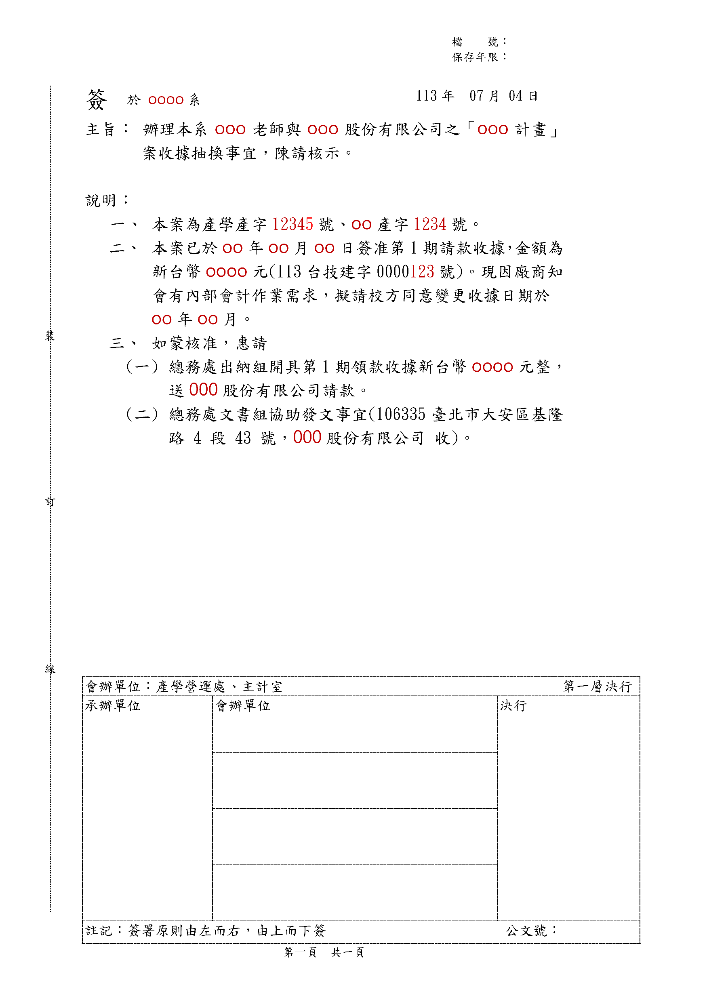 檔　　號：
保存年限：
簽　於 oooo 系　113 年　07 月　04 日
主旨：辦理本系 ooo 老師與 ooo 股份有限公司之「ooo 計畫」
案收據抽換事宜，陳請核示。
說明：
一、 本案為產學產字 12345 號、oo 產字 1234 號。
二、 本案已於 oo 年 oo 月 oo 日簽准第 1 期請款收據，金額為
新台幣 oooo 元(113 台技建字 0000123 號)。現因廠商知
會有內部會計作業需求，擬請校方同意變更收據日期於
oo 年 oo 月。
三、 如蒙核准，惠請
(一) 總務處出納組開具第 1 期領款收據新台幣 oooo 元整，
送 OOO 股份有限公司請款。
(二) 總務處文書組協助發文事宜(106335 臺北市大安區基隆
路 4 段 43 號，OOO 股份有限公司 收)。
裝
訂
線
會辦單位：產學營運處、主計室　第一層決行
承辦單位　會辦單位　決行
註記：簽署原則由左而右，由上而下簽　公文號：
第一頁　共一頁